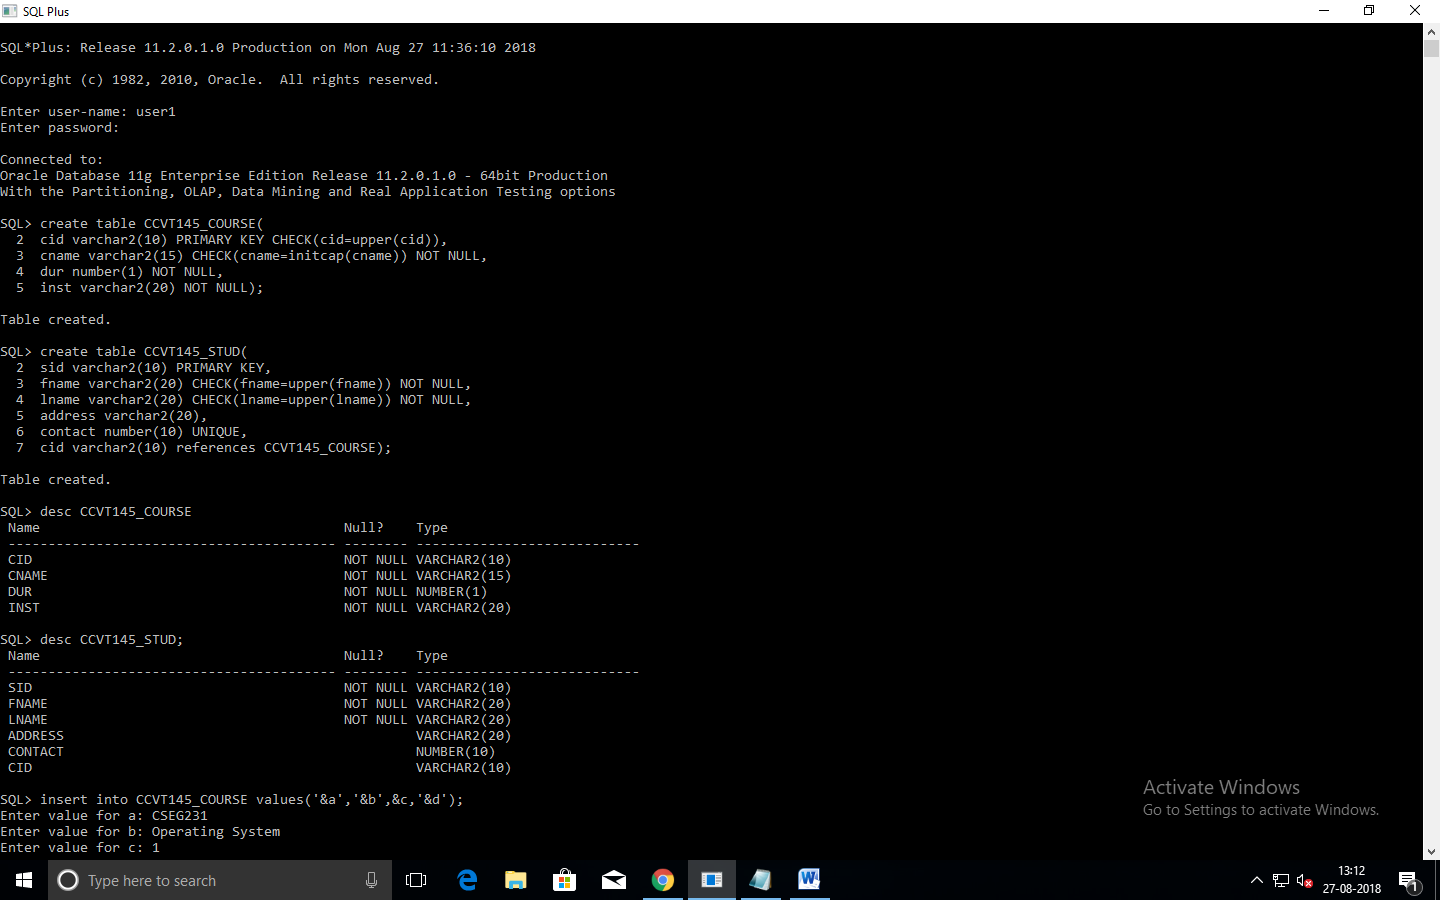 SQL Plus
SQL*Plus: Release 11.2.0.1.0 Production on Mon Aug 27 11:36:10 2018
Copyright (c) 1982, 2010, Oracle.  All rights reserved.
Enter user-name: user1
Enter password:
Connected to:
Oracle Database 11g Enterprise Edition Release 11.2.0.1.0 - 64bit Production
With the Partitioning, OLAP, Data Mining and Real Application Testing options
SQL> create table CCVT145_COURSE(
  2  cid varchar2(10) PRIMARY KEY CHECK(cid=upper(cid)),
  3  cname varchar2(15) CHECK(cname=initcap(cname)) NOT NULL,
  4  dur number(1) NOT NULL,
  5  inst varchar2(20) NOT NULL);
Table created.
SQL> create table CCVT145_STUD(
  2  sid varchar2(10) PRIMARY KEY,
  3  fname varchar2(20) CHECK(fname=upper(fname)) NOT NULL,
  4  lname varchar2(20) CHECK(lname=upper(lname)) NOT NULL,
  5  address varchar2(20),
  6  contact number(10) UNIQUE,
  7  cid varchar2(10) references CCVT145_COURSE);
Table created.
SQL> desc CCVT145_COURSE
 Name                                      Null?    Type
 ----------------------------------------- -------- ----------------------------
 CID                                       NOT NULL VARCHAR2(10)
 CNAME                                     NOT NULL VARCHAR2(15)
 DUR                                       NOT NULL NUMBER(1)
 INST                                      NOT NULL VARCHAR2(20)
SQL> desc CCVT145_STUD;
 Name                                      Null?    Type
 ----------------------------------------- -------- ----------------------------
 SID                                       NOT NULL VARCHAR2(10)
 FNAME                                     NOT NULL VARCHAR2(20)
 LNAME                                     NOT NULL VARCHAR2(20)
 ADDRESS                                            VARCHAR2(20)
 CONTACT                                            NUMBER(10)
 CID                                                VARCHAR2(10)
SQL> insert into CCVT145_COURSE values('&a','&b',&c,'&d');
Enter value for a: CSEG231
Enter value for b: Operating System
Enter value for c: 1
Activate Windows
Go to Settings to activate Windows.
Type here to search
13:12
27-08-2018
1